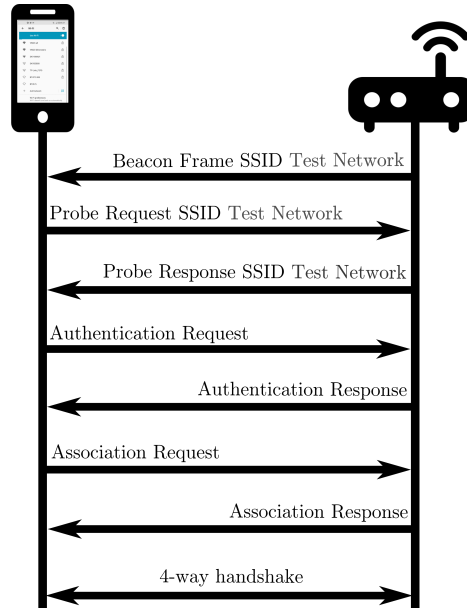 Beacon Frame SSID Test Network
Probe Request SSID Test Network
Probe Response SSID Test Network
Authentication Request
Authentication Response
Association Request
Association Response
4-way handshake